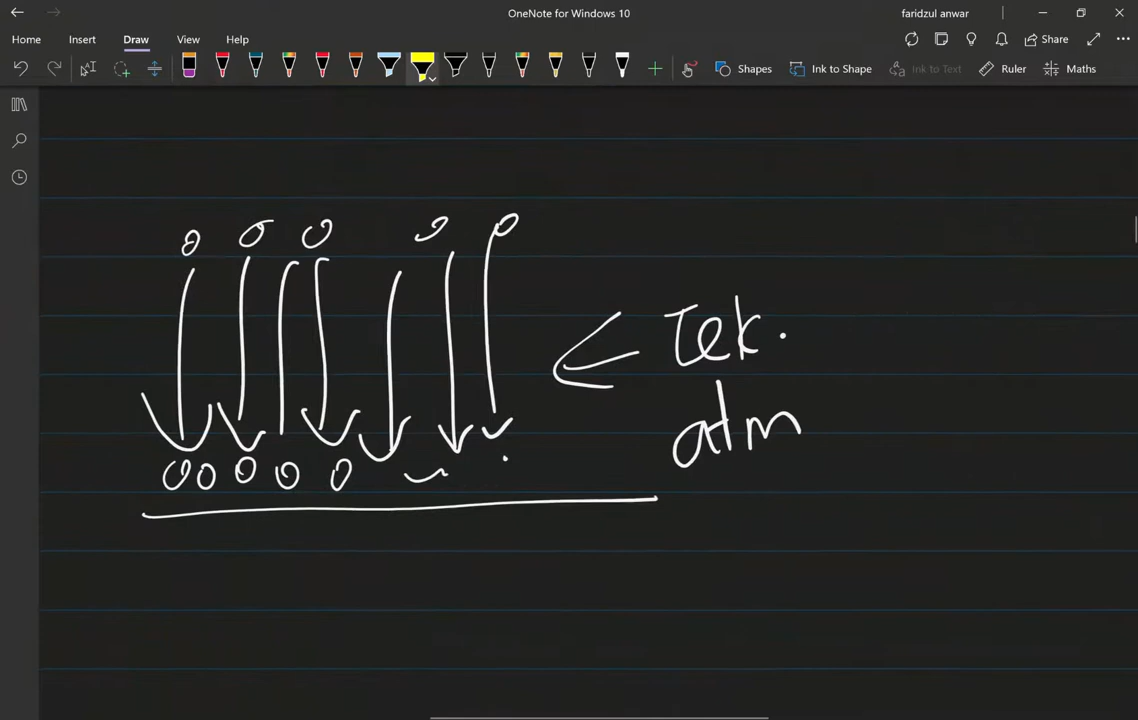 OneNote for Windows 10
faridzul anwar
Home Insert Draw View Help
Share
Shapes Ink to Shape Ink to Text Ruler Maths
Tek.
atm